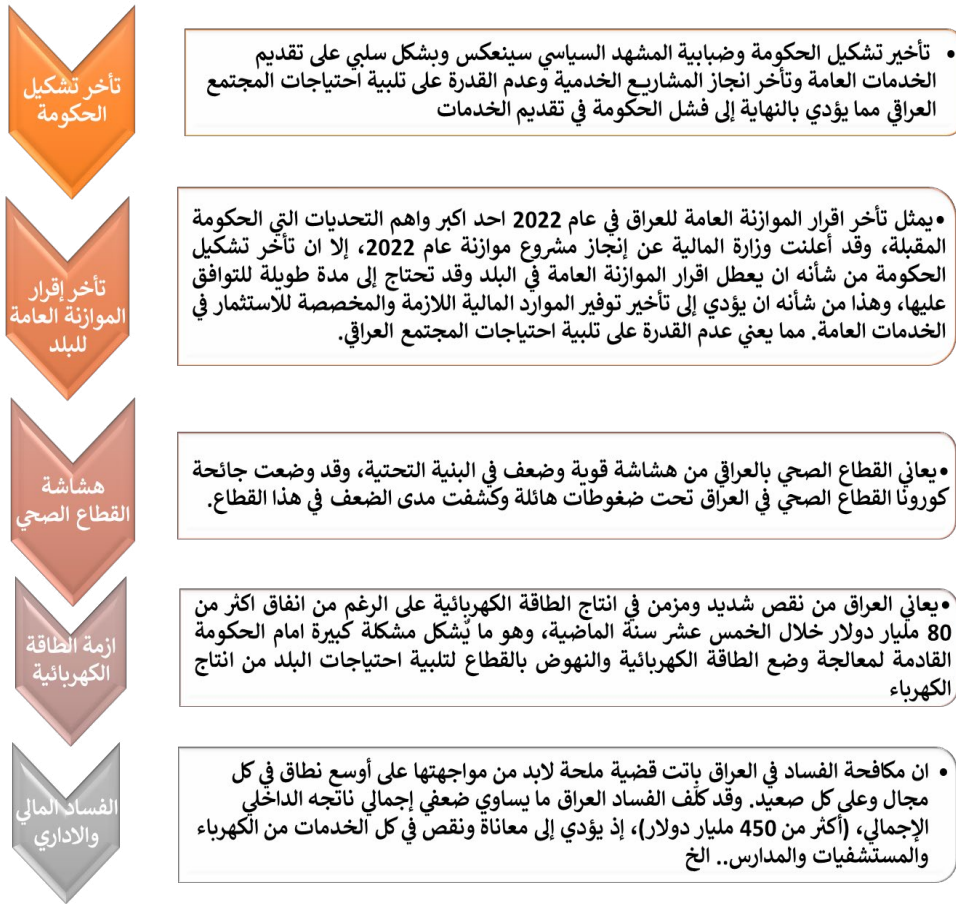 تأخر تشكيل
الحكومة
• تأخير تشكيل الحكومة وضبابية المشهد السياسي سينعكس وبشكل سلبي على تقديم
الخدمات العامة وتأخر انجاز المشاريع الخدمية وعدم القدرة على تلبية احتياجات المجتمع
العراقي مما يؤدي بالنهاية إلى فشل الحكومة في تقديم الخدمات
تأخر إقرار
الموازنة العامة
للبلد
•يمثل تأخر اقرار الموازنة العامة للعراق في عام 2022 احد اكبر واهم التحديات التي الحكومة
المقبلة، وقد أعلنت وزارة المالية عن إنجاز مشروع موازنة عام 2022، إلا ان تأخر تشكيل
الحكومة من شأنه ان يعطل اقرار الموازنة العامة في البلد وقد تحتاج إلى مدة طويلة للتوافق
عليها، وهذا من شأنه ان يؤدي إلى تأخير توفير الموارد المالية اللازمة والمخصصة للاستثمار في
الخدمات العامة. مما يعني عدم القدرة على تلبية احتياجات المجتمع العراقي.
هشاشة
القطاع الصحي
•يعاني القطاع الصحي بالعراقي من هشاشة قوية وضعف في البنية التحتية، وقد وضعت جائحة
كورونا القطاع الصحي في العراق تحت ضغوطات هائلة وكشفت مدى الضعف في هذا القطاع.
ازمة الطاقة
الكهربائية
•يعاني العراق من نقص شديد ومزمن في انتاج الطاقة الكهربائية على الرغم من انفاق اكثر من
80 مليار دولار خلال الخمس عشر سنة الماضية، وهو ما يُشكل مشكلة كبيرة امام الحكومة
القادمة لمعالجة وضع الطاقة الكهربائية والنهوض بالقطاع لتلبية احتياجات البلد من انتاج
الكهرباء
الفساد المالي
والاداري
• ان مكافحة الفساد في العراق باتت قضية ملحة لابد من مواجهتها على أوسع نطاق في كل
مجال وعلى كل صعيد. وقد كلّف الفساد العراق ما يساوي ضعفي إجمالي ناتجه الداخلي
الإجمالي، (أكثر من 450 مليار دولار)، إذ يؤدي إلى معاناة ونقص في كل الخدمات من الكهرباء
والمستشفيات والمدارس.. الخ